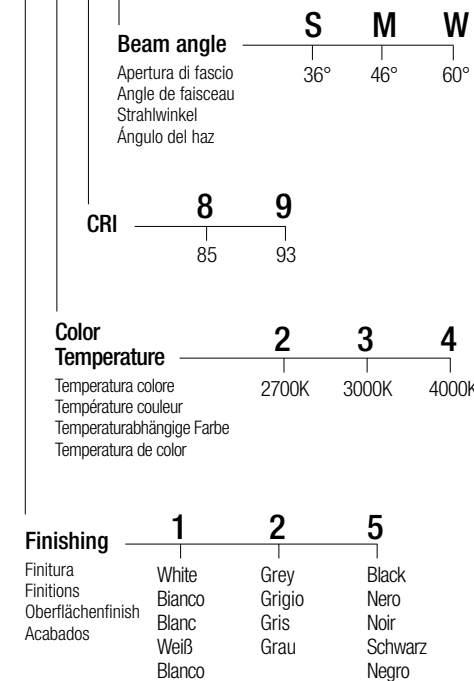 S M W
Beam angle
36° 46° 60°
Apertura di fascio
Angle de faisceau
Strahlwinkel
Ángulo del haz
8 9
CRI
85 93
Color
Temperature
2 3 4
2700K 3000K 4000K
Temperatura colore
Température couleur
Temperaturabhängige Farbe
Temperatura de color
1 2 5
Finishing
Finitura
Finitions
Oberflächenfinish
Acabados
White Grey Black
Bianco Grigio Nero
Blanc Gris Noir
Weiß Grau Schwarz
Blanco Negro